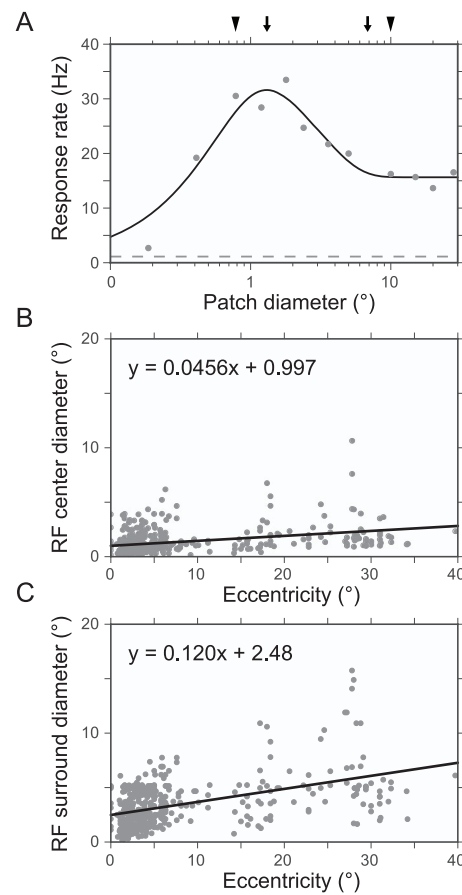 A
40
30
20
10
0
Response rate (Hz)
0
1
10
Patch diameter (°)
B
20
10
0
RF center diameter (°)
y = 0.0456x + 0.997
0
10
20
30
40
Eccentricity (°)
C
20
10
0
RF surround diameter (°)
y = 0.120x + 2.48
0
10
20
30
40
Eccentricity (°)